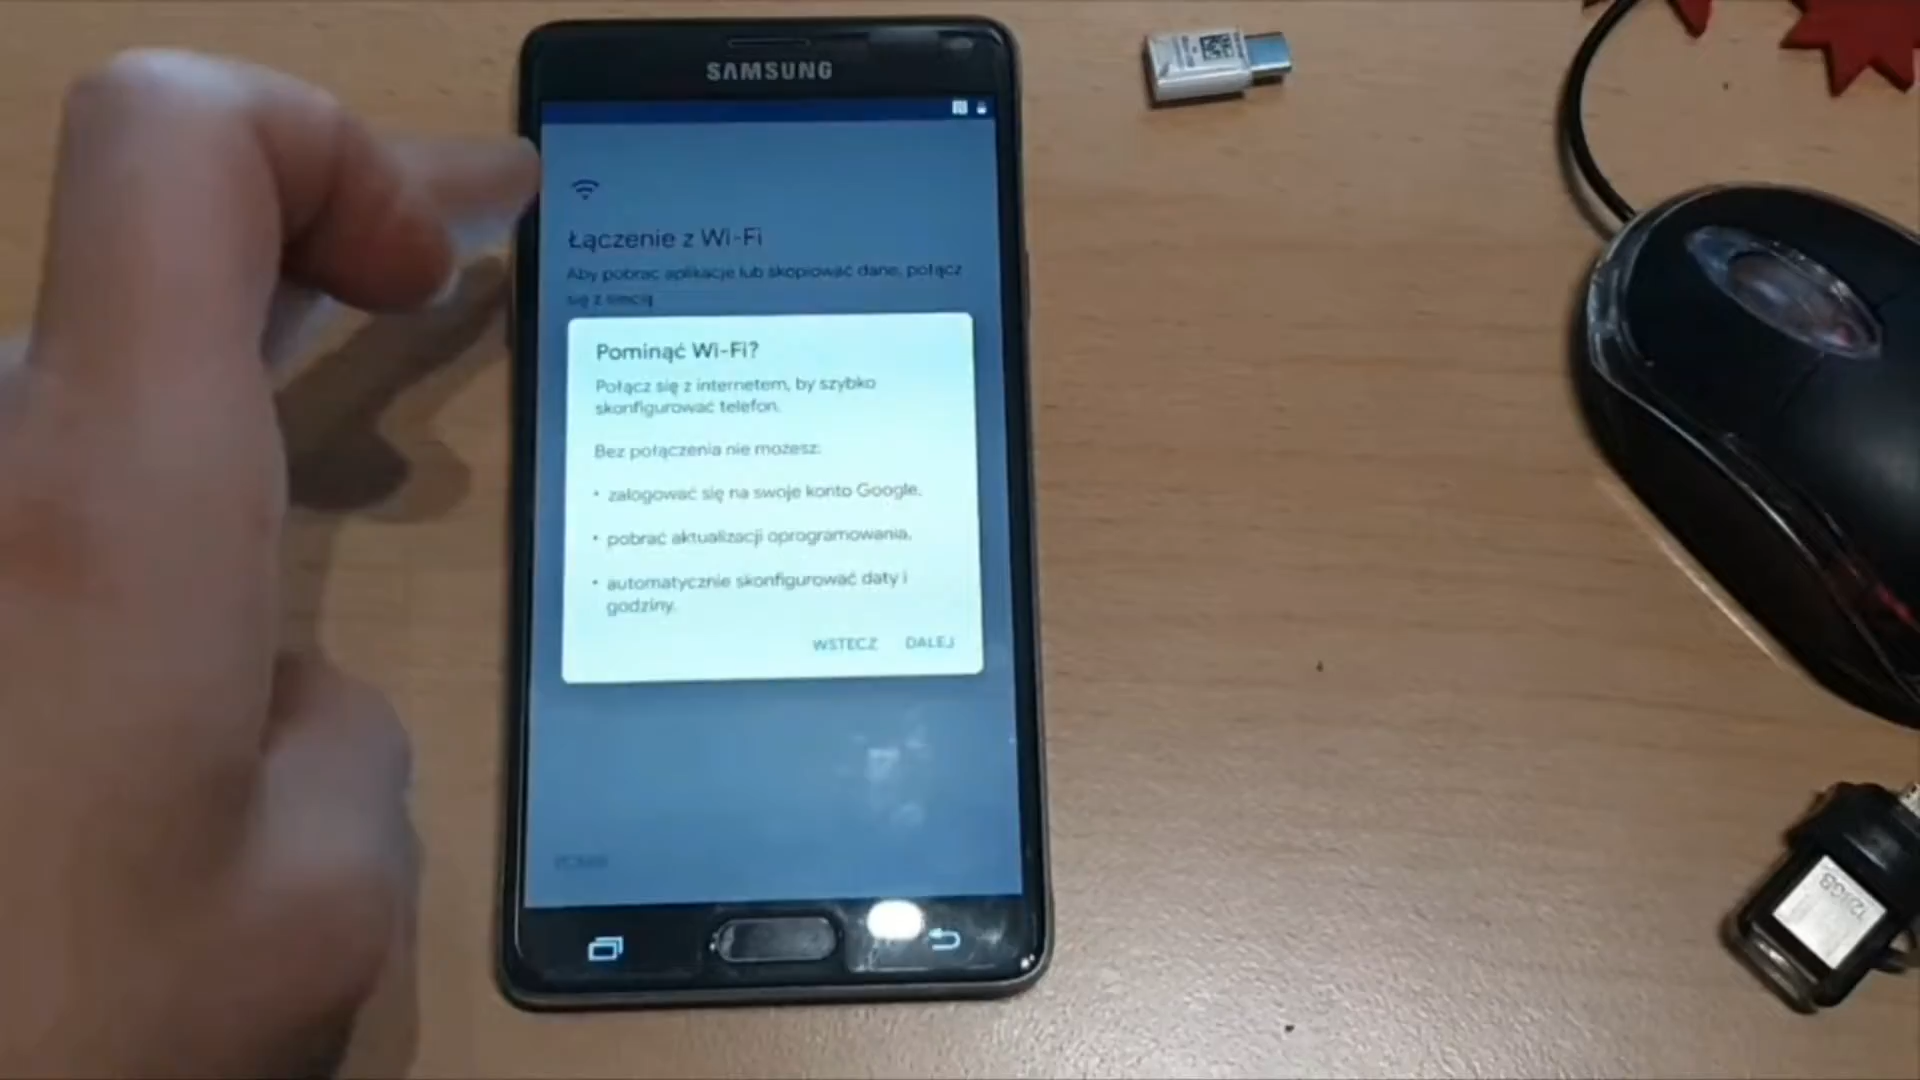 SAMSUNG
Łączenie z Wi-Fi
Aby pobrać aplikacje lub skopiować dane, połącz
się z siecią
Pominąć Wi-Fi?
Połącz się z internetem, by szybko
skonfigurować telefon.
Bez połączenia nie możesz:
• zalogować się na swoje konto Google,
• pobrać aktualizacji oprogramowania,
• automatycznie skonfigurować daty i
godziny.
WSTECZ DALEJ
128GB